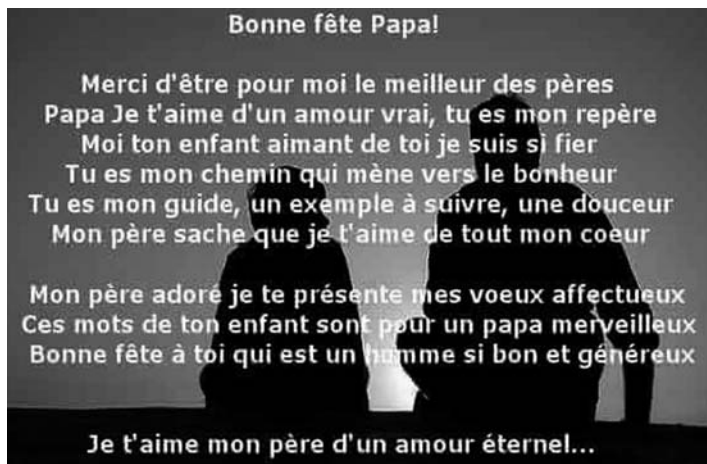 Bonne fête Papa!
Merci d'être pour moi le meilleur des pères
Papa Je t'aime d'un amour vrai, tu es mon repère
Moi ton enfant aimant de toi je suis si fier
Tu es mon chemin qui mène vers le bonheur
Tu es mon guide, un exemple à suivre, une douceur
Mon père sache que je t'aime de tout mon coeur
Mon père adoré je te présente mes voeux affectueux
Ces mots de ton enfant sont pour un papa merveilleux
Bonne fête à toi qui est un homme si bon et généreux
Je t'aime mon père d'un amour éternel...